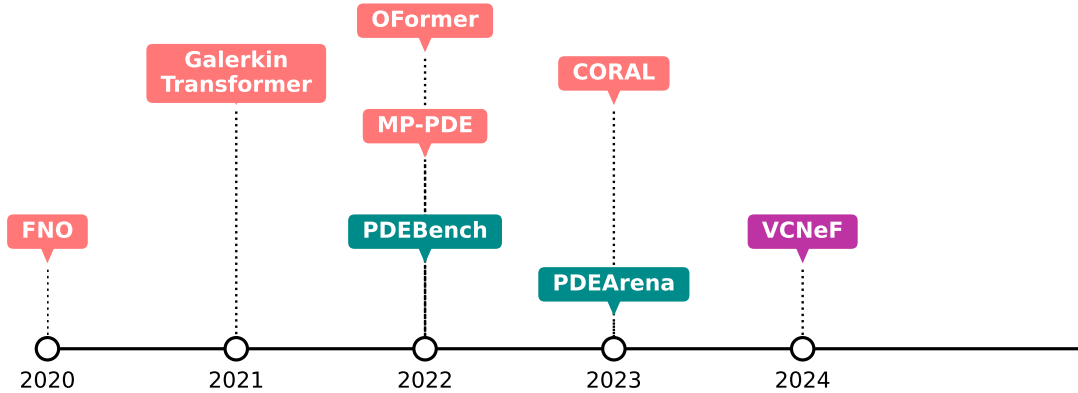 OFormer
Galerkin
Transformer
CORAL
MP-PDE
FNO
PDEBench
VCNeF
PDEArena
2020
2021
2022
2023
2024